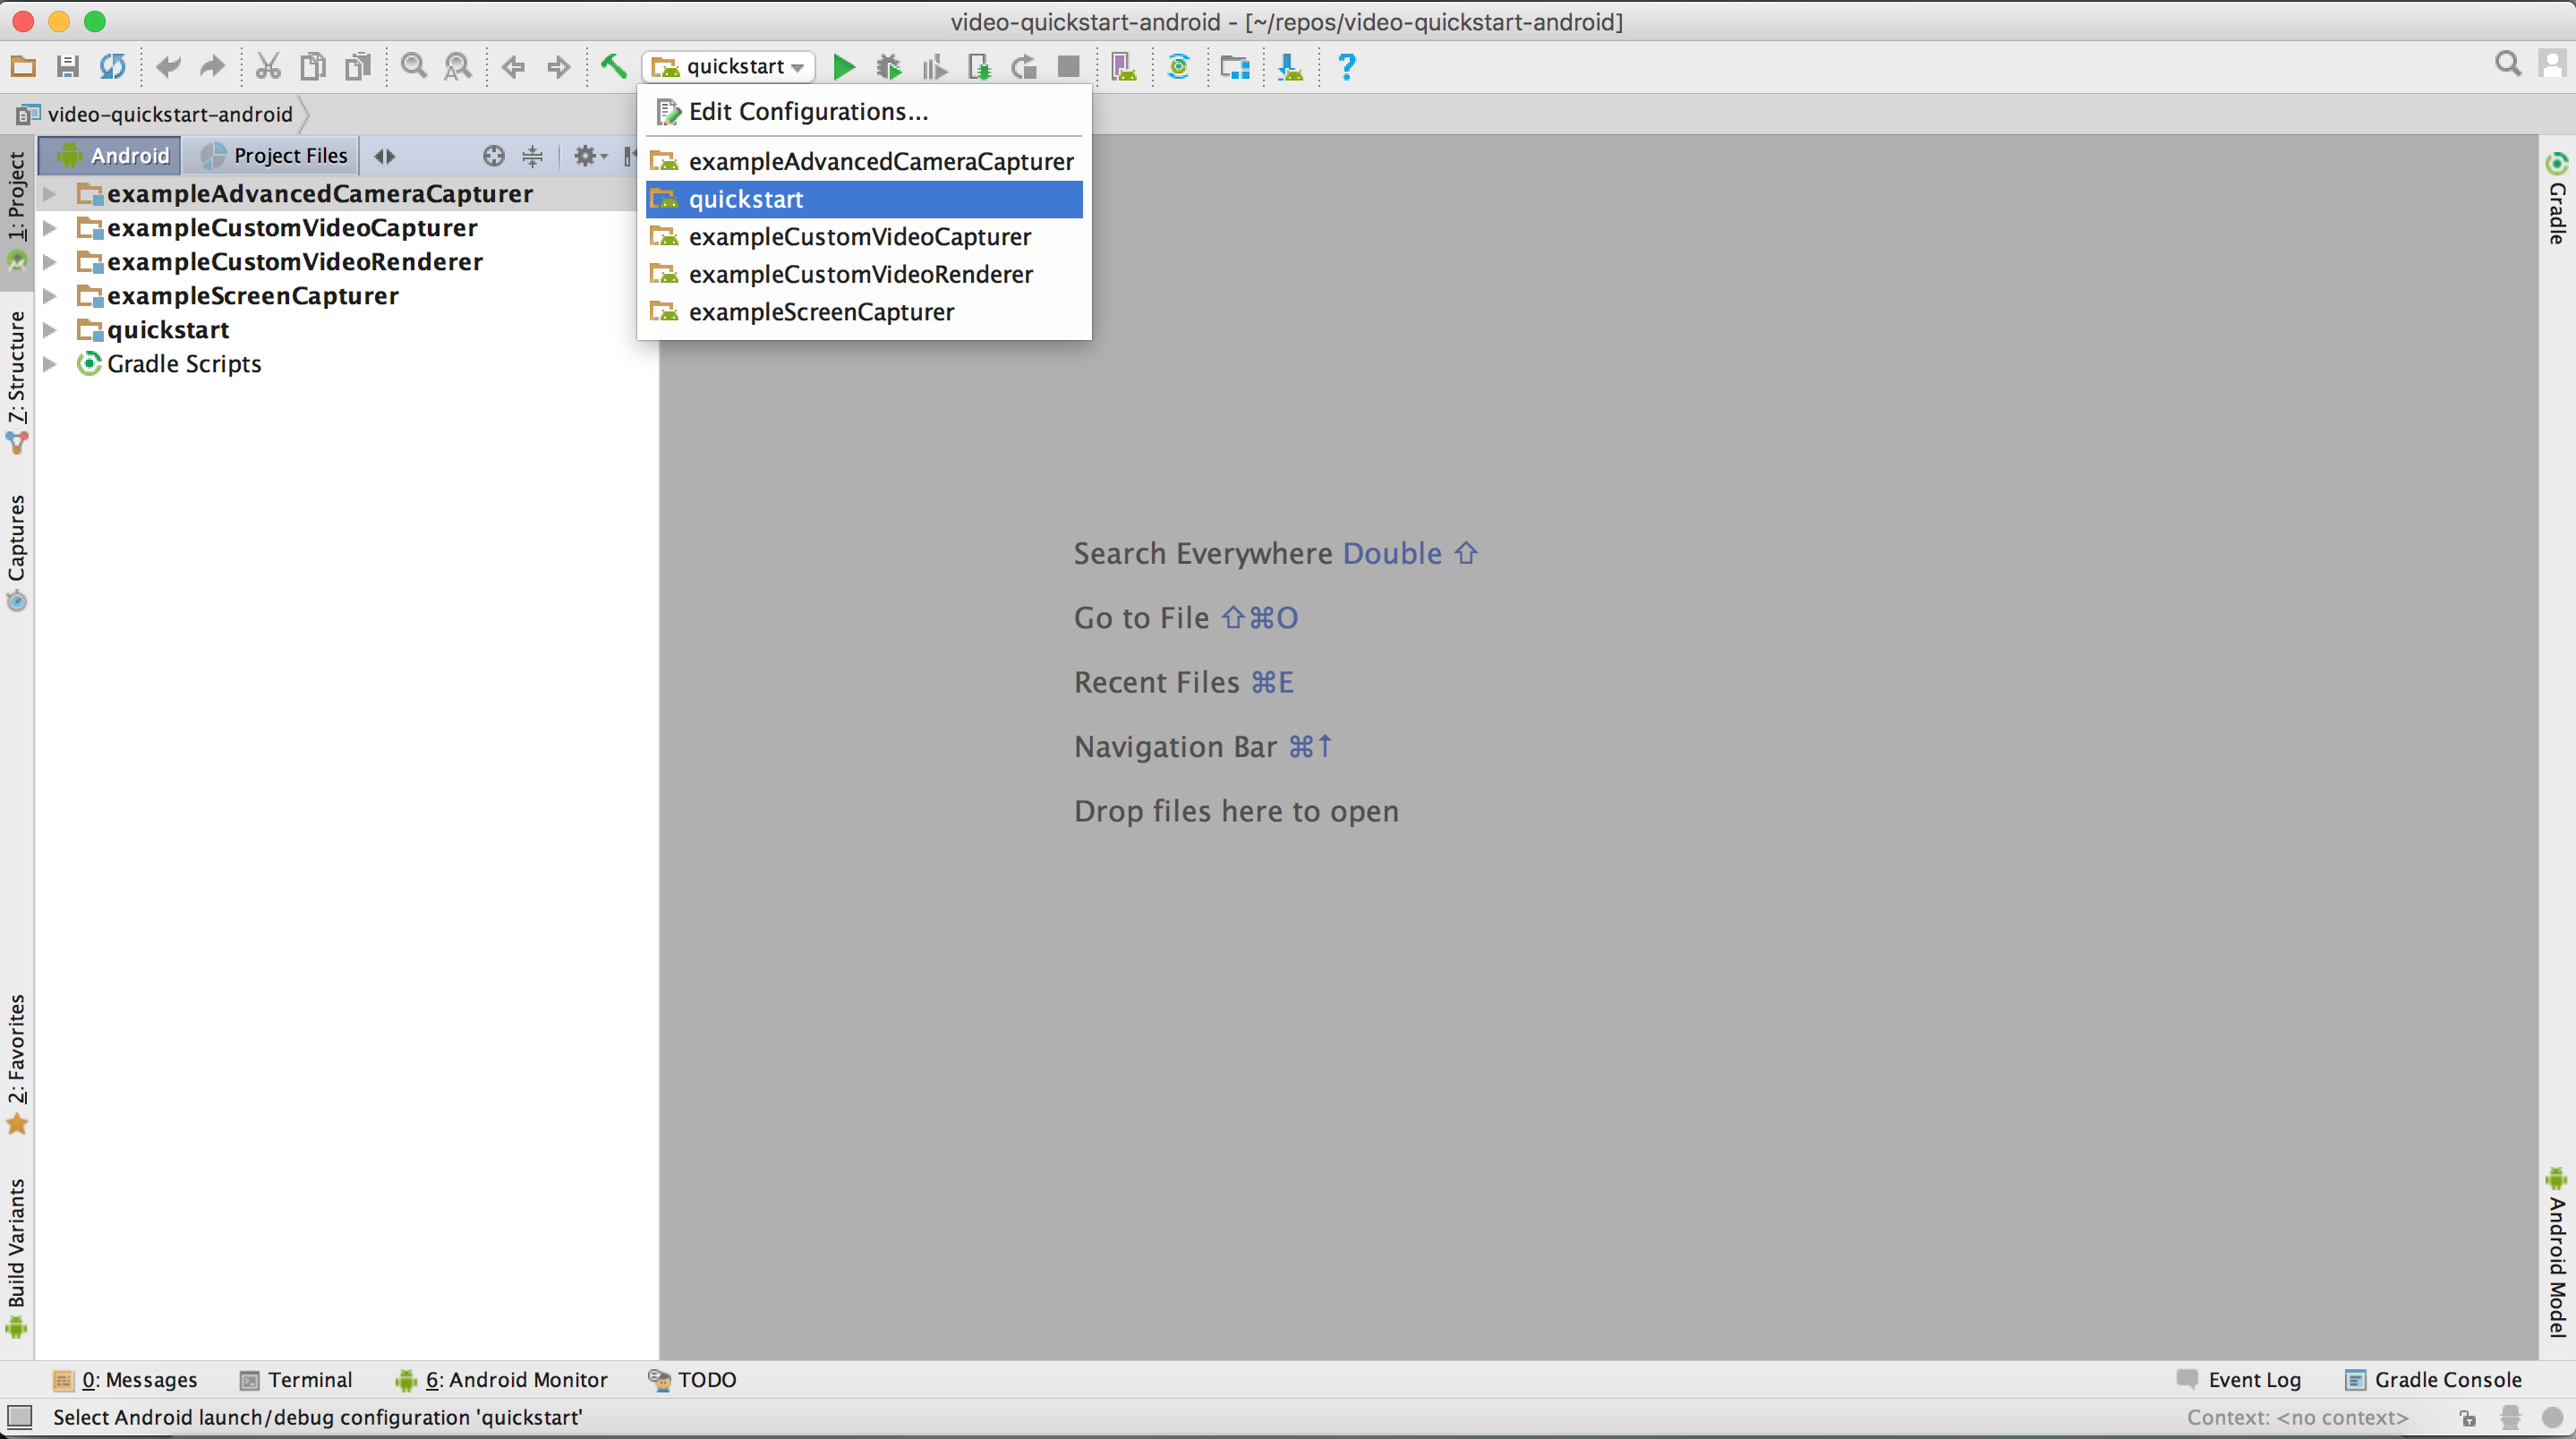 video-quickstart-android - [~/repos/video-quickstart-android]
quickstart
video-quickstart-android
Edit Configurations...
exampleAdvancedCameraCapturer
quickstart
exampleCustomVideoCapturer
exampleCustomVideoRenderer
exampleScreenCapturer
Android
Project Files
exampleAdvancedCameraCapturer
exampleCustomVideoCapturer
exampleCustomVideoRenderer
exampleScreenCapturer
quickstart
Gradle Scripts
1: Project
Z: Structure
Captures
2: Favorites
Build Variants
Search Everywhere Double ⇧
Go to File ⇧⌘O
Recent Files ⌘E
Navigation Bar ⌘↑
Drop files here to open
Gradle
Android Model
0: Messages
Terminal
6: Android Monitor
TODO
Event Log
Gradle Console
Select Android launch/debug configuration 'quickstart'
Context: <no context>